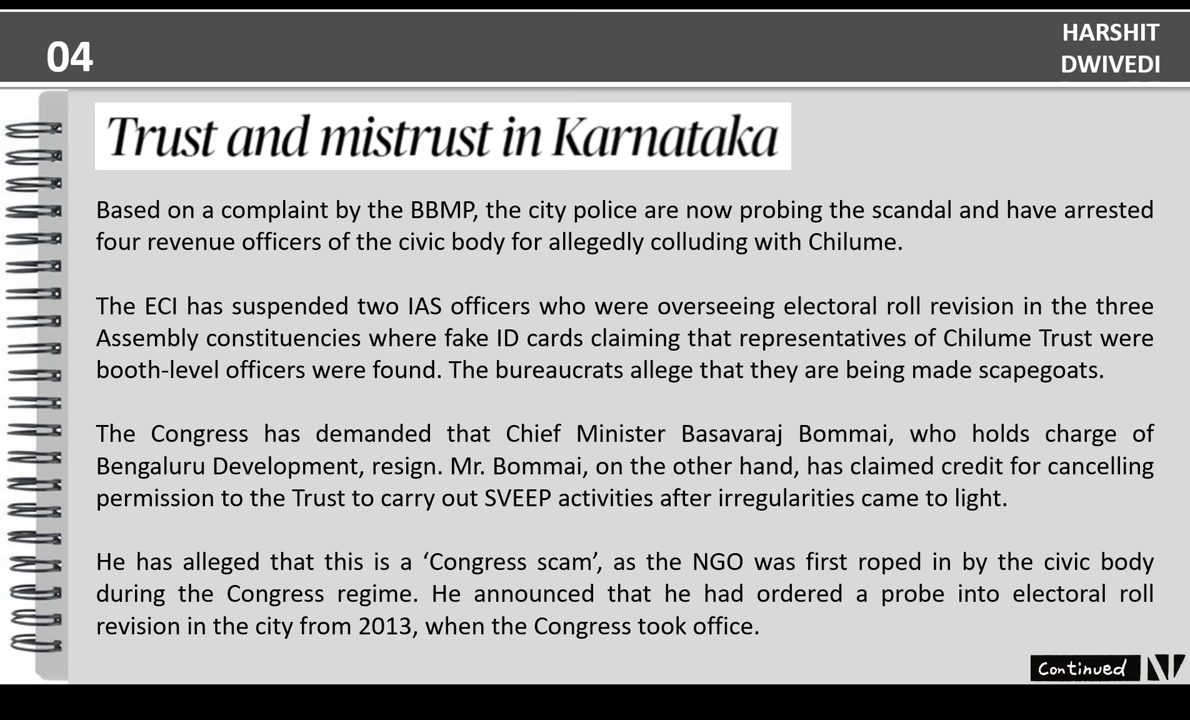 04
HARSHIT
DWIVEDI
Trust and mistrust in Karnataka
Based on a complaint by the BBMP, the city police are now probing the scandal and have arrested
four revenue officers of the civic body for allegedly colluding with Chilume.
The ECI has suspended two IAS officers who were overseeing electoral roll revision in the three
Assembly constituencies where fake ID cards claiming that representatives of Chilume Trust were
booth-level officers were found. The bureaucrats allege that they are being made scapegoats.
The Congress has demanded that Chief Minister Basavaraj Bommai, who holds charge of
Bengaluru Development, resign. Mr. Bommai, on the other hand, has claimed credit for cancelling
permission to the Trust to carry out SVEEP activities after irregularities came to light.
He has alleged that this is a ‘Congress scam’, as the NGO was first roped in by the civic body
during the Congress regime. He announced that he had ordered a probe into electoral roll
revision in the city from 2013, when the Congress took office.
Continued